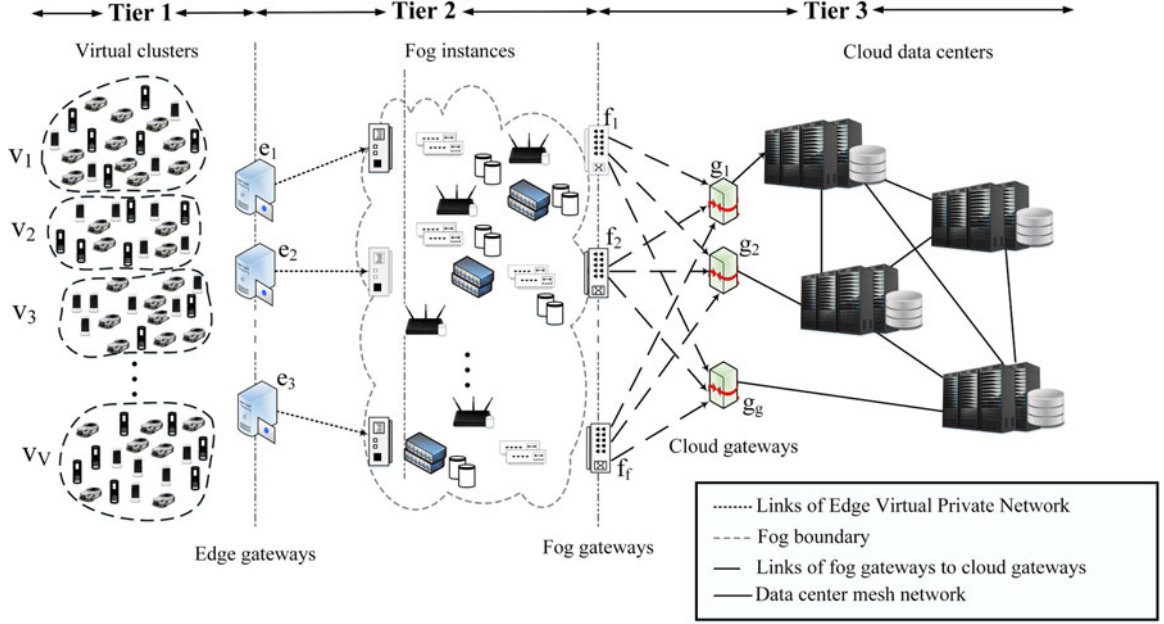 Tier 1
Tier 2
Tier 3
Virtual clusters
Fog instances
Cloud data centers
v1
v2
v3
vV
e1
e2
e3
f1
f2
ff
g1
g2
gg
Cloud gateways
Edge gateways
Fog gateways
Links of Edge Virtual Private Network
Fog boundary
Links of fog gateways to cloud gateways
Data center mesh network